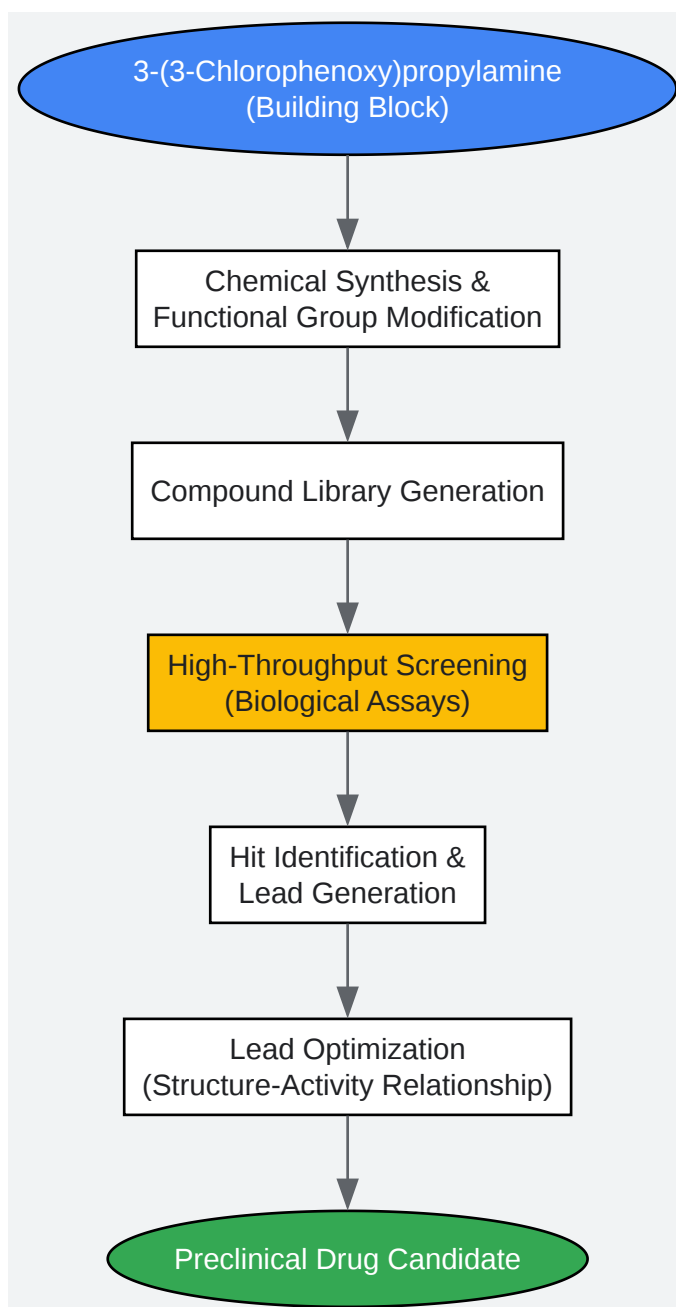 3-(3-Chlorophenoxy)propylamine
(Building Block)
Chemical Synthesis &
Functional Group Modification
Compound Library Generation
High-Throughput Screening
(Biological Assays)
Hit Identification &
Lead Generation
Lead Optimization
(Structure-Activity Relationship)
Preclinical Drug Candidate